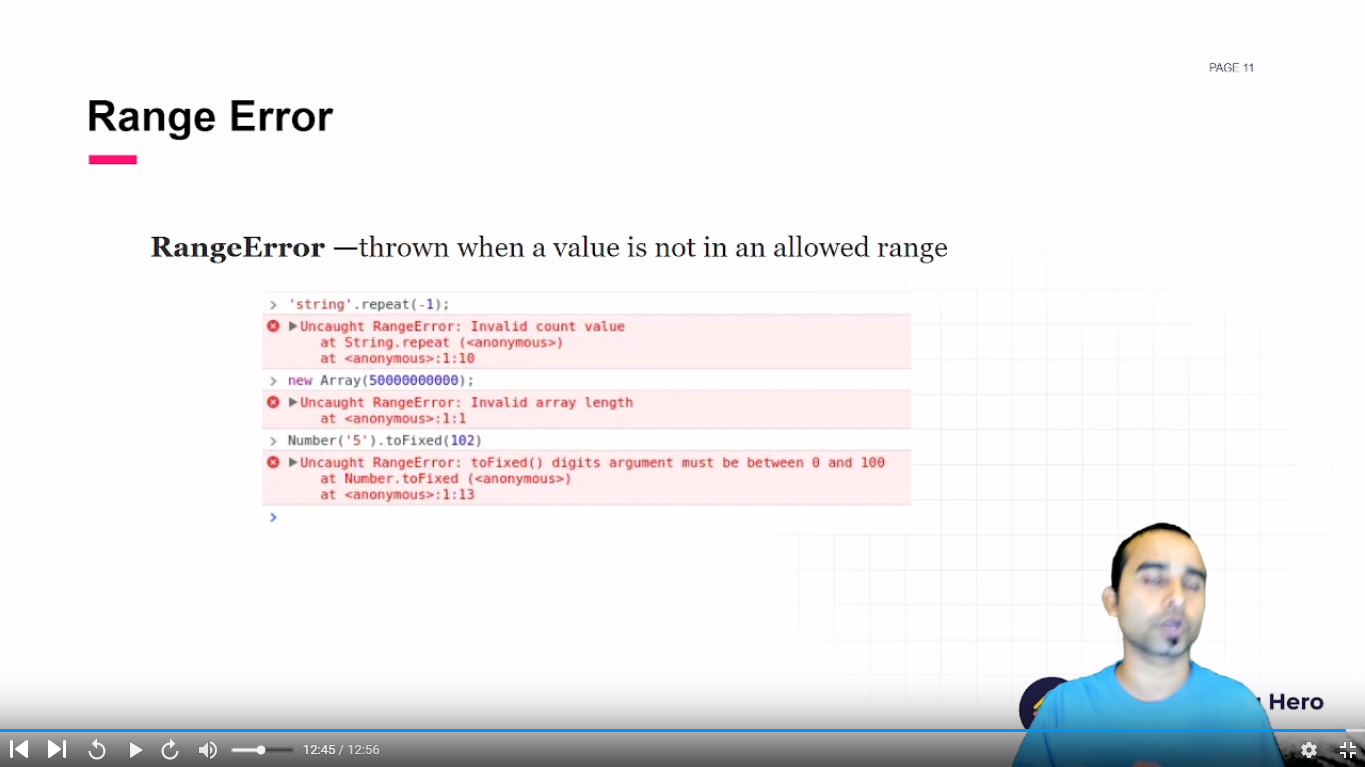 PAGE 11
Range Error
RangeError —thrown when a value is not in an allowed range
> 'string'.repeat(-1);
▶Uncaught RangeError: Invalid count value
at String.repeat (<anonymous>)
at <anonymous>:1:10
> new Array(50000000000);
▶Uncaught RangeError: Invalid array length
at <anonymous>:1:1
> Number('5').toFixed(102)
▶Uncaught RangeError: toFixed() digits argument must be between 0 and 100
at Number.toFixed (<anonymous>)
at <anonymous>:1:13
>
Hero
12:45 / 12:56